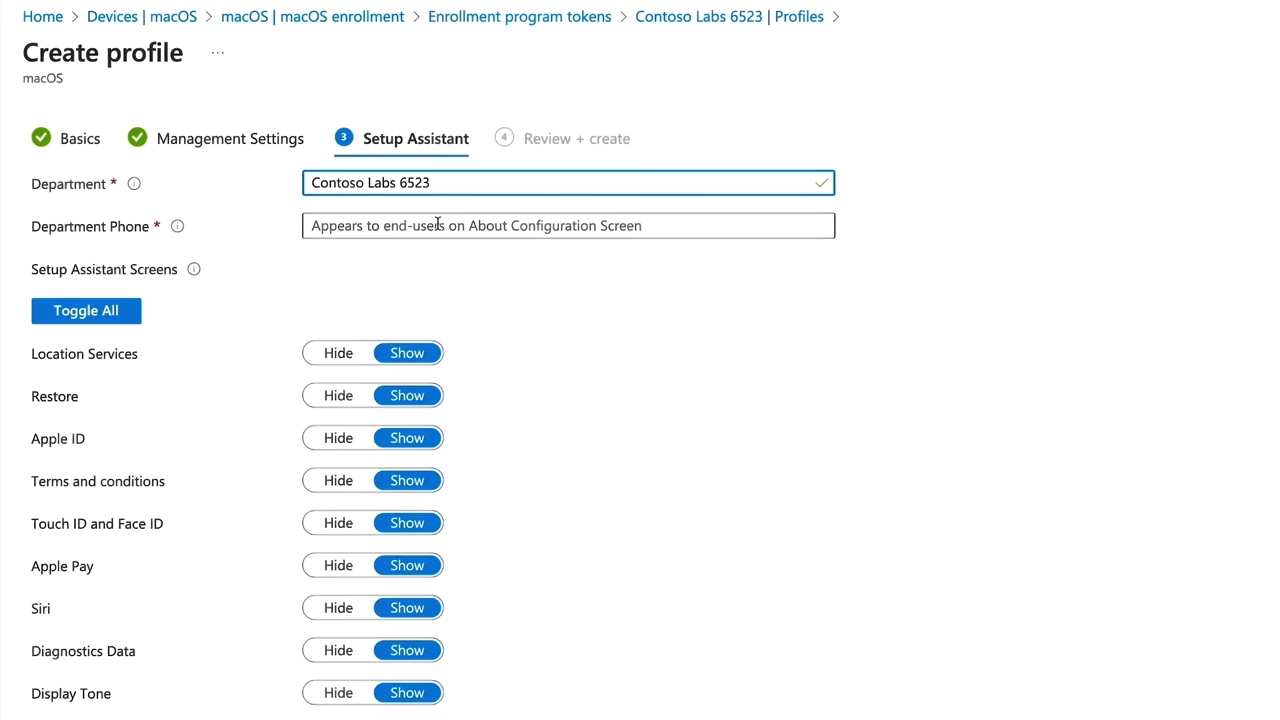 Home > Devices | macOS > macOS | macOS enrollment > Enrollment program tokens > Contoso Labs 6523 | Profiles >
Create profile ...
macOS
Basics Management Settings 3 Setup Assistant 4 Review + create
Department * Contoso Labs 6523
Department Phone * Appears to end-users on About Configuration Screen
Setup Assistant Screens
Toggle All
Location Services Hide Show
Restore Hide Show
Apple ID Hide Show
Terms and conditions Hide Show
Touch ID and Face ID Hide Show
Apple Pay Hide Show
Siri Hide Show
Diagnostics Data Hide Show
Display Tone Hide Show